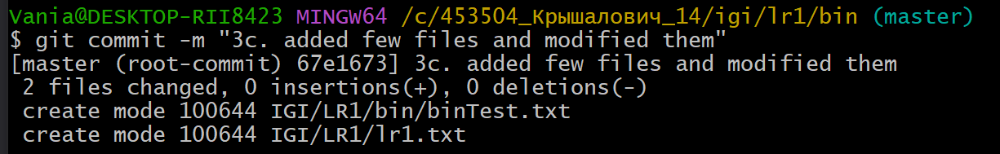 Vania@DESKTOP-RII8423 MINGW64 /c/453504_Крышалович_14/igi/lr1/bin (master)
$ git commit -m "3c. added few files and modified them"
[master (root-commit) 67e1673] 3c. added few files and modified them
 2 files changed, 0 insertions(+), 0 deletions(-)
 create mode 100644 IGI/LR1/bin/binTest.txt
 create mode 100644 IGI/LR1/lr1.txt